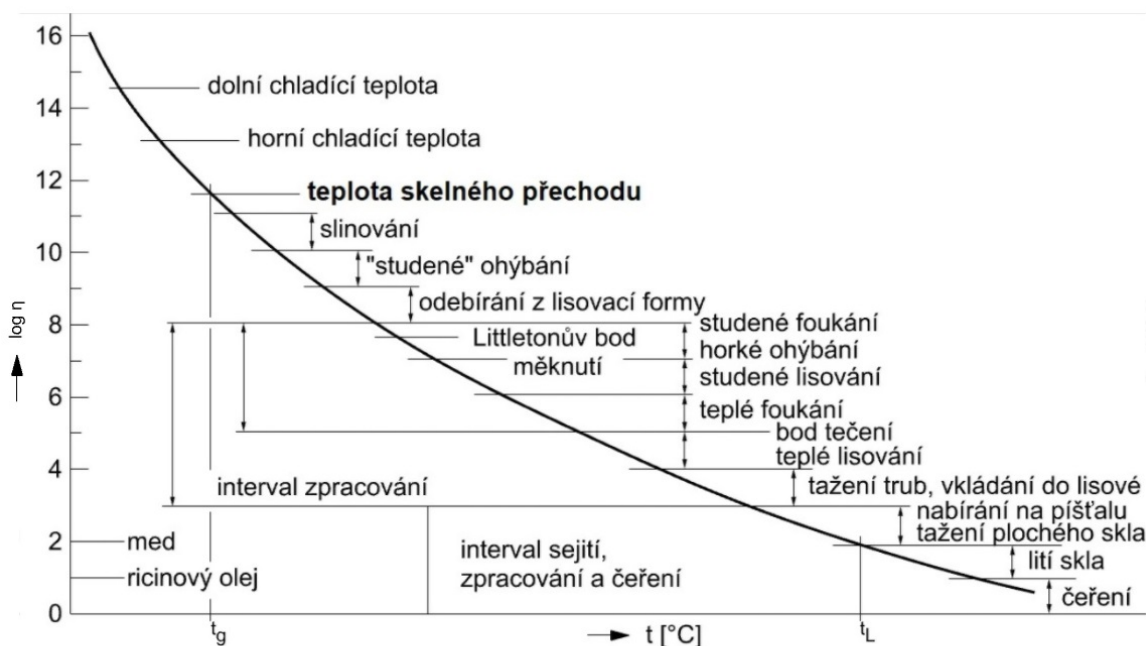 16
dolní chladící teplota
14
horní chladící teplota
12
teplota skelného přechodu
slinování
10
"studené" ohýbání
odebírání z lisovací formy
log η
8
studené foukání
Littletonův bod
měknutí
horké ohýbání
studené lisování
6
teplé foukání
bod tečení
teplé lisování
4
interval zpracování
tažení trub, vkládání do lisové
nabírání na píšťalu
tažení plochého skla
2
med
interval sejití,
zpracování a čeření
lití skla
ricinový olej
čeření
0
tg
t [°C]
tL